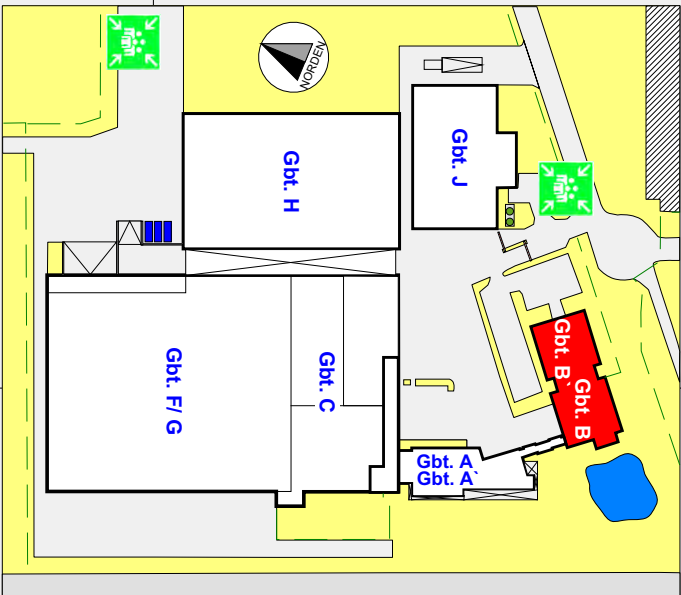 NORDEN
Gbt. H
Gbt. J
Gbt. B`
Gbt. B
Gbt. F/ G
Gbt. C
Gbt. A
Gbt. A`